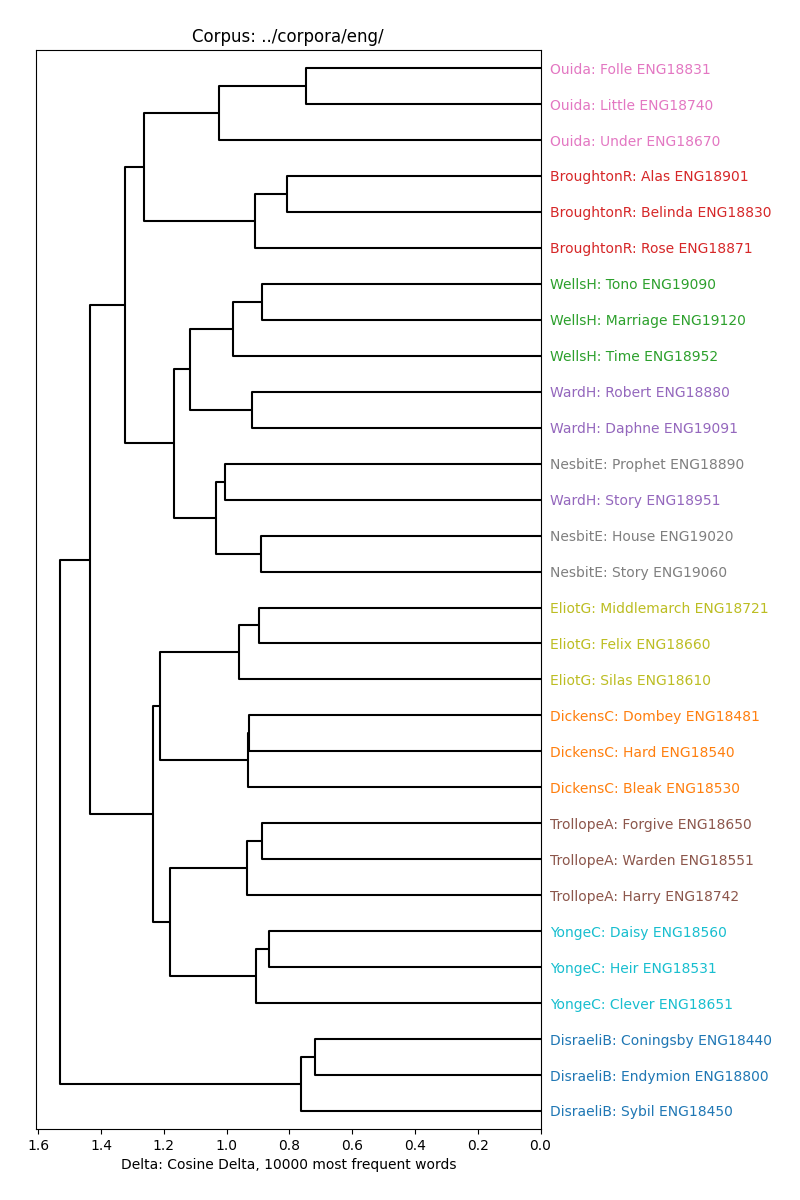 Corpus: ../corpora/eng/
Ouida: Folle ENG18831
Ouida: Little ENG18740
Ouida: Under ENG18670
BroughtonR: Alas ENG18901
BroughtonR: Belinda ENG18830
BroughtonR: Rose ENG18871
WellsH: Tono ENG19090
WellsH: Marriage ENG19120
WellsH: Time ENG18952
WardH: Robert ENG18880
WardH: Daphne ENG19091
NesbitE: Prophet ENG18890
WardH: Story ENG18951
NesbitE: House ENG19020
NesbitE: Story ENG19060
EliotG: Middlemarch ENG18721
EliotG: Felix ENG18660
EliotG: Silas ENG18610
DickensC: Dombey ENG18481
DickensC: Hard ENG18540
DickensC: Bleak ENG18530
TrollopeA: Forgive ENG18650
TrollopeA: Warden ENG18551
TrollopeA: Harry ENG18742
YongeC: Daisy ENG18560
YongeC: Heir ENG18531
YongeC: Clever ENG18651
DisraeliB: Coningsby ENG18440
DisraeliB: Endymion ENG18800
DisraeliB: Sybil ENG18450
1.6 1.4 1.2 1.0 0.8 0.6 0.4 0.2 0.0
Delta: Cosine Delta, 10000 most frequent words